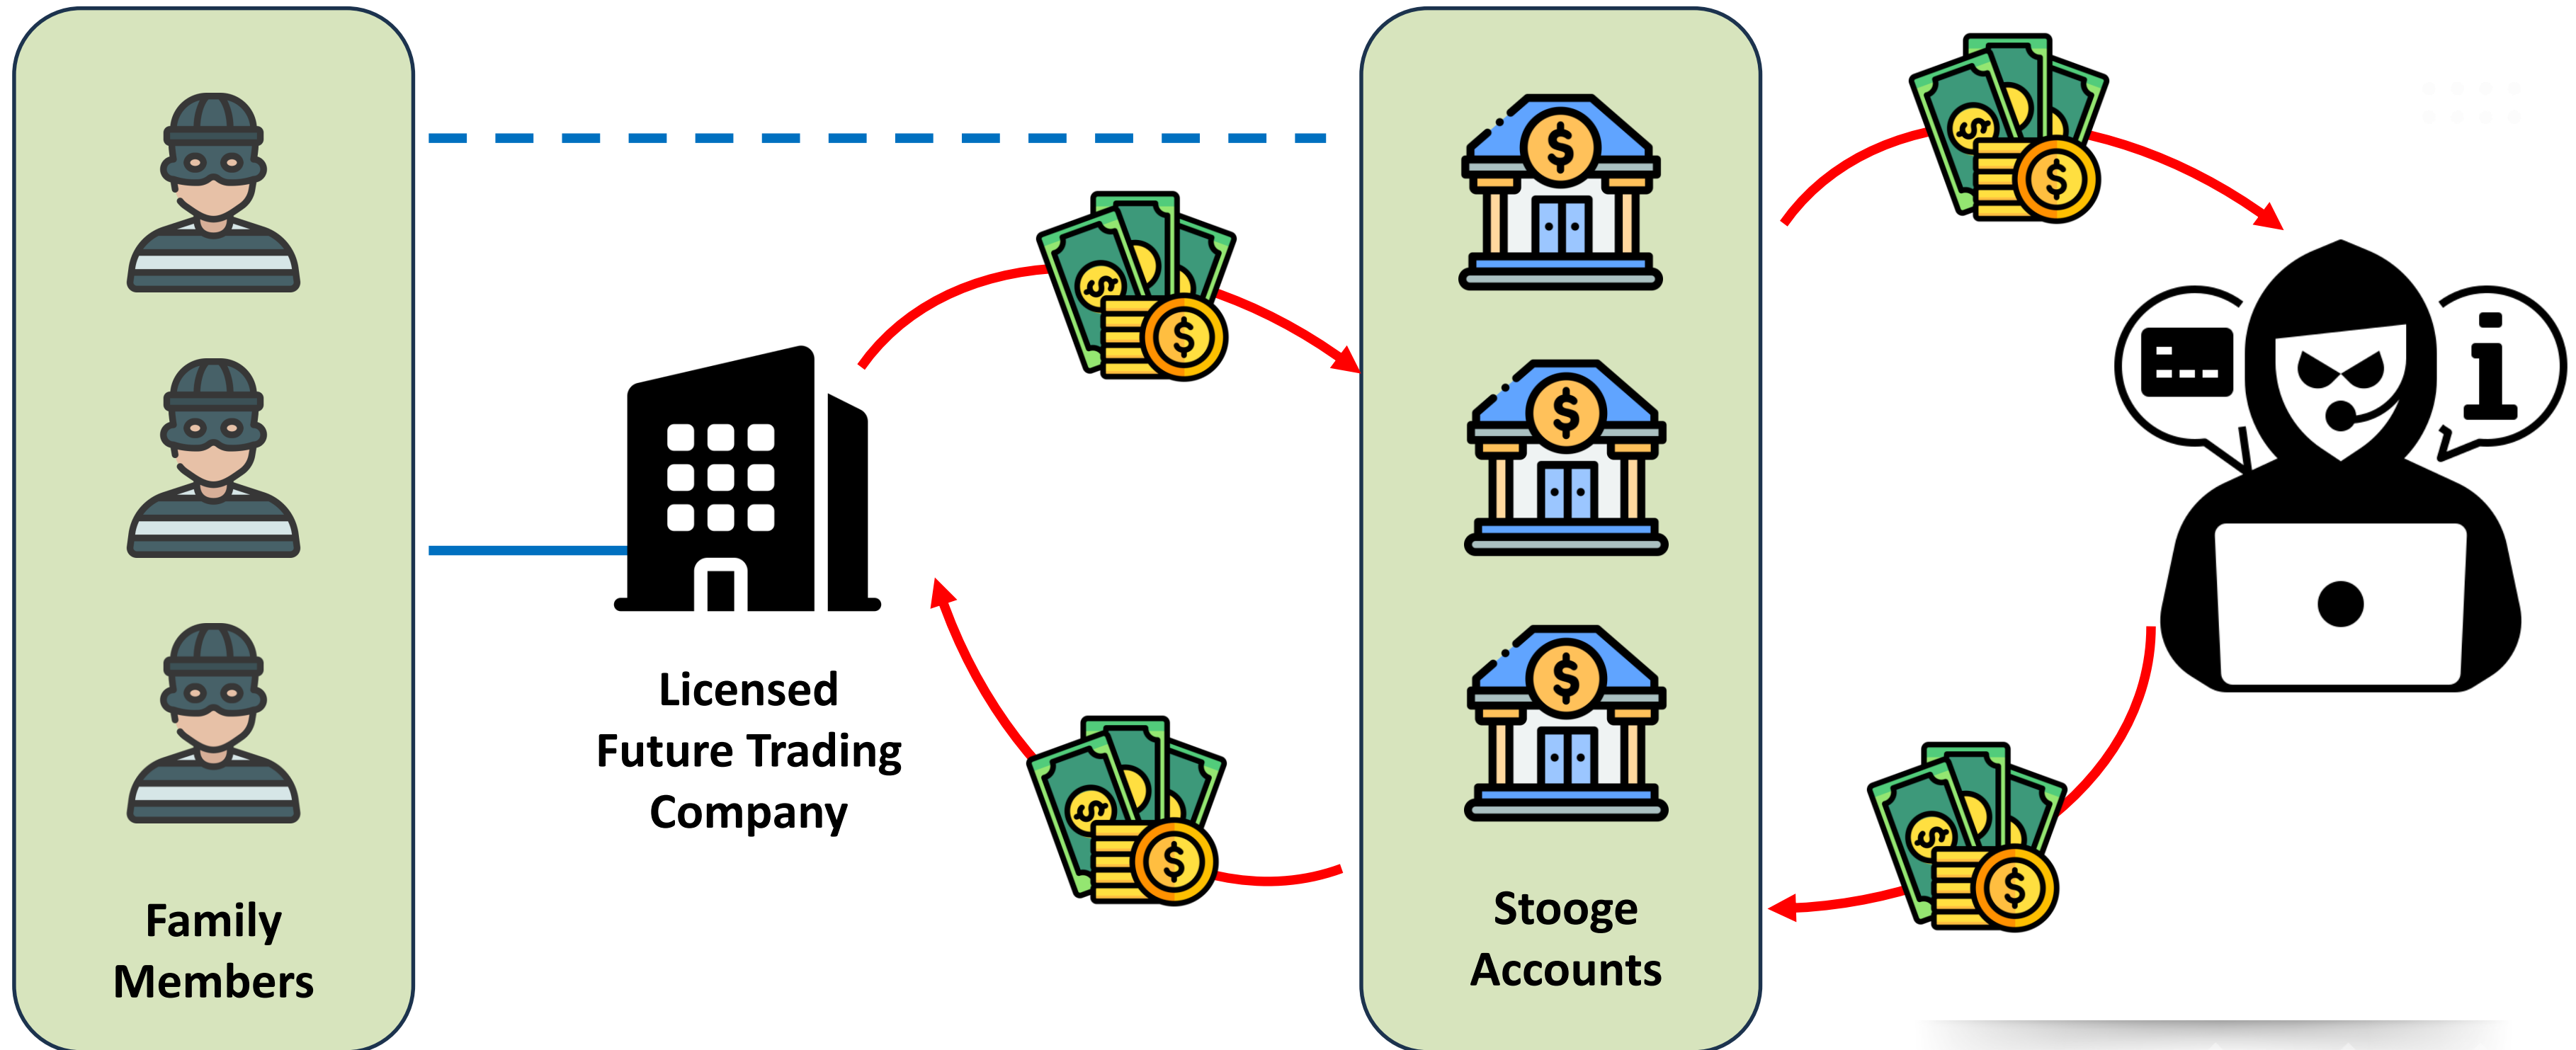 Family
Members
Licensed
Future Trading
Company
Stooge
Accounts